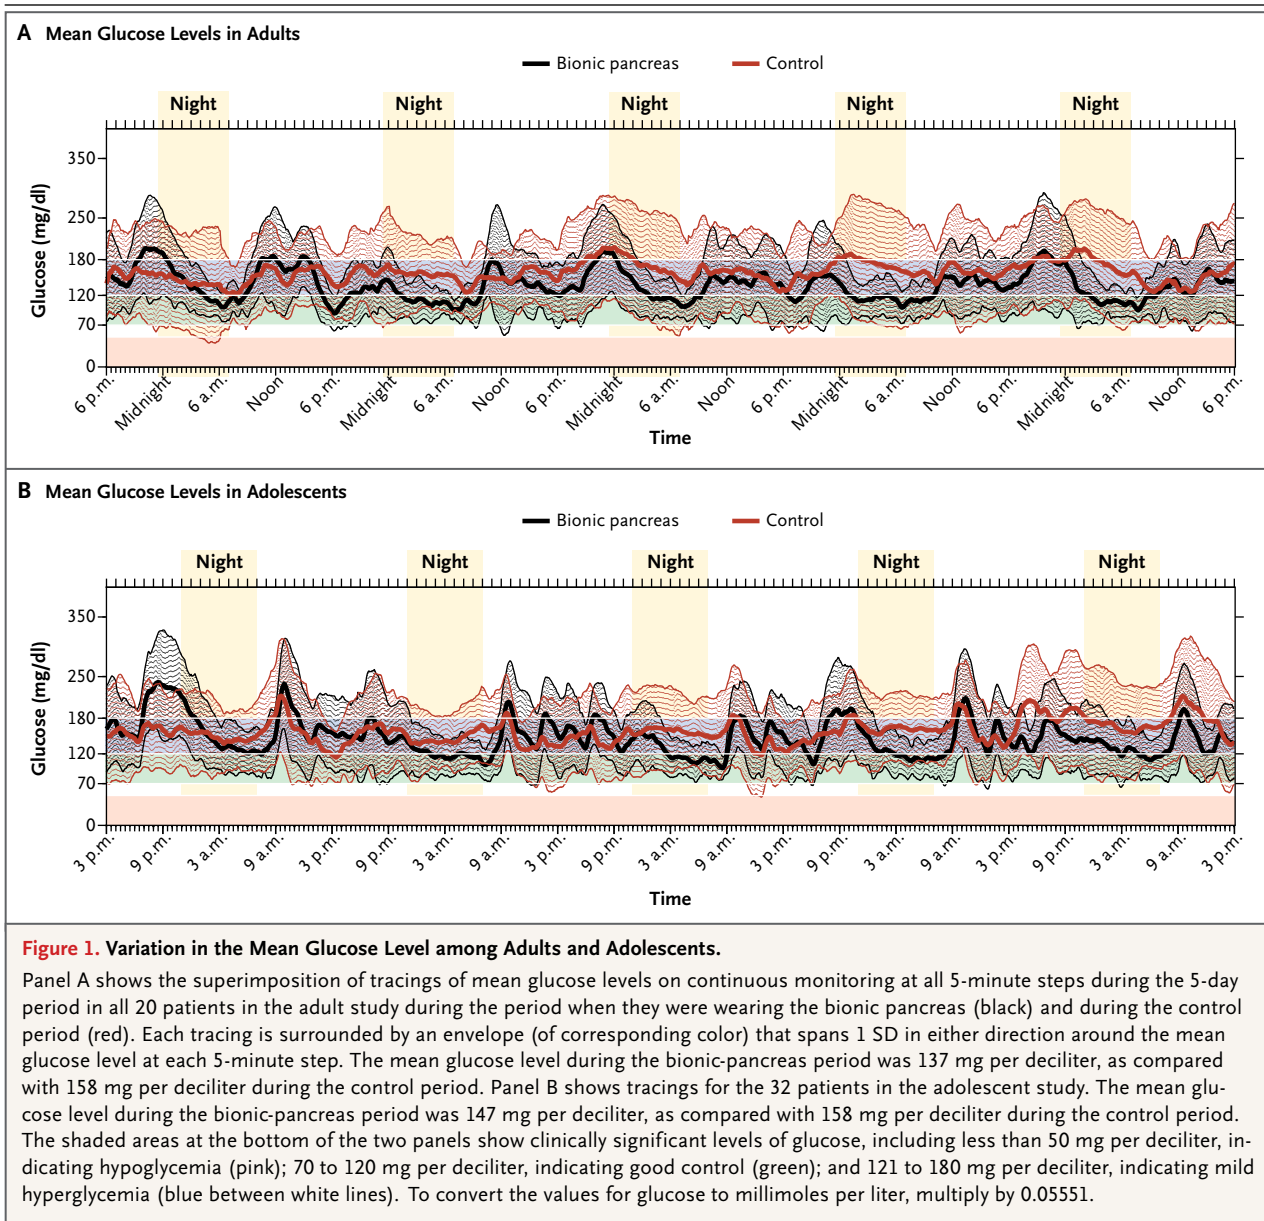 A Mean Glucose Levels in Adults
Bionic pancreas Control
Night Night Night Night Night
Glucose (mg/dl)
350
250
180
120
70
0
6 p.m. Midnight 6 a.m. Noon 6 p.m. Midnight 6 a.m. Noon 6 p.m. Midnight 6 a.m. Noon 6 p.m. Midnight 6 a.m. Noon 6 p.m. Midnight 6 a.m. Noon 6 p.m.
Time
B Mean Glucose Levels in Adolescents
Bionic pancreas Control
Night Night Night Night Night
Glucose (mg/dl)
350
250
180
120
70
0
3 p.m. 9 p.m. 3 a.m. 9 a.m. 3 p.m. 9 p.m. 3 a.m. 9 a.m. 3 p.m. 9 p.m. 3 a.m. 9 a.m. 3 p.m. 9 p.m. 3 a.m. 9 a.m. 3 p.m. 9 p.m. 3 a.m. 9 a.m. 3 p.m.
Time
Figure 1. Variation in the Mean Glucose Level among Adults and Adolescents.
Panel A shows the superimposition of tracings of mean glucose levels on continuous monitoring at all 5-minute steps during the 5-day
period in all 20 patients in the adult study during the period when they were wearing the bionic pancreas (black) and during the control
period (red). Each tracing is surrounded by an envelope (of corresponding color) that spans 1 SD in either direction around the mean
glucose level at each 5-minute step. The mean glucose level during the bionic-pancreas period was 137 mg per deciliter, as compared
with 158 mg per deciliter during the control period. Panel B shows tracings for the 32 patients in the adolescent study. The mean glu-
cose level during the bionic-pancreas period was 147 mg per deciliter, as compared with 158 mg per deciliter during the control period.
The shaded areas at the bottom of the two panels show clinically significant levels of glucose, including less than 50 mg per deciliter, in-
dicating hypoglycemia (pink); 70 to 120 mg per deciliter, indicating good control (green); and 121 to 180 mg per deciliter, indicating mild
hyperglycemia (blue between white lines). To convert the values for glucose to millimoles per liter, multiply by 0.05551.